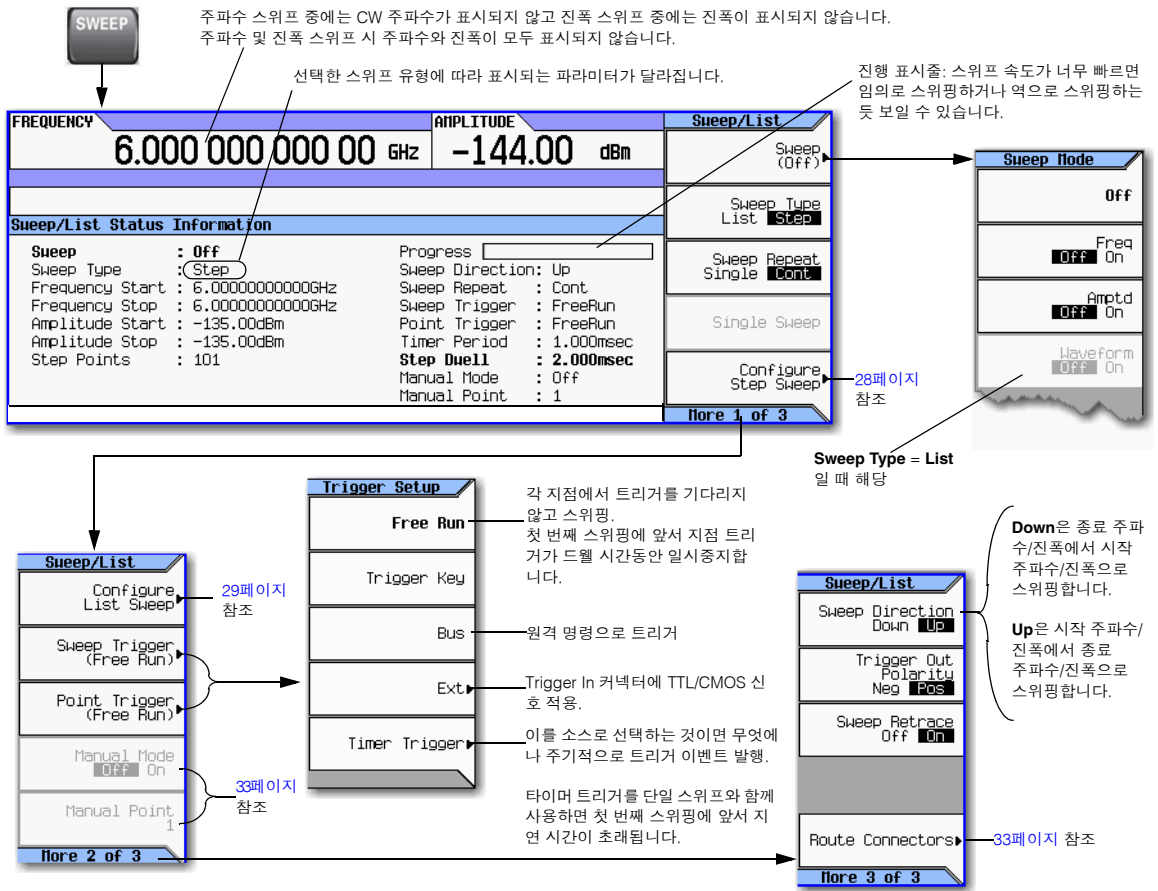 SWEEP
주파수 스위프 중에는 CW 주파수가 표시되지 않고 진폭 스위프 중에는 진폭이 표시되지 않습니다.
주파수 및 진폭 스위프 시 주파수와 진폭이 모두 표시되지 않습니다.
선택한 스위프 유형에 따라 표시되는 파라미터가 달라집니다.
진행 표시줄: 스위프 속도가 너무 빠르면
임의로 스위핑하거나 역으로 스위핑하는
듯 보일 수 있습니다.
FREQUENCY
6.000 000 000 00 GHz
AMPLITUDE
-144.00 dBm
Sweep/List Status Information
Sweep : Off
Sweep Type : Step
Frequency Start : 6.00000000000GHz
Frequency Stop : 6.00000000000GHz
Amplitude Start : -135.00dBm
Amplitude Stop : -135.00dBm
Step Points : 101
Progress
Sweep Direction: Up
Sweep Repeat : Cont
Sweep Trigger : FreeRun
Point Trigger : FreeRun
Timer Period : 1.000msec
Step Dwell : 2.000msec
Manual Mode : Off
Manual Point : 1
Sweep/List
Sweep
(Off)
Sweep Type
List Step
Sweep Repeat
Single Cont
Single Sweep
Configure
Step Sweep
More 1 of 3
28페이지
참조
Sweep Mode
Off
Freq
Off On
Amptd
Off On
Waveform
Off On
Sweep Type = List
일 때 해당
Sweep/List
Configure
List Sweep
Sweep Trigger
(Free Run)
Point Trigger
(Free Run)
Manual Mode
Off On
Manual Point
1
More 2 of 3
29페이지
참조
33페이지
참조
Trigger Setup
Free Run
Trigger Key
Bus
Ext
Timer Trigger
각 지점에서 트리거를 기다리지
않고 스위핑.
첫 번째 스위핑에 앞서 지점 트리
거가 드웰 시간동안 일시중지합
니다.
원격 명령으로 트리거
Trigger In 커넥터에 TTL/CMOS 신
호 적용.
이를 소스로 선택하는 것이면 무엇에
나 주기적으로 트리거 이벤트 발행.
타이머 트리거를 단일 스위프와 함께
사용하면 첫 번째 스위핑에 앞서 지
연 시간이 초래됩니다.
Sweep/List
Sweep Direction
Down Up
Trigger Out
Polarity
Neg Pos
Sweep Retrace
Off On
Route Connectors
More 3 of 3
Down은 종료 주파
수/진폭에서 시작
주파수/진폭으로
스위핑합니다.
Up은 시작 주파수/
진폭에서 종료
주파수/진폭으로
스위핑합니다.
33페이지 참조